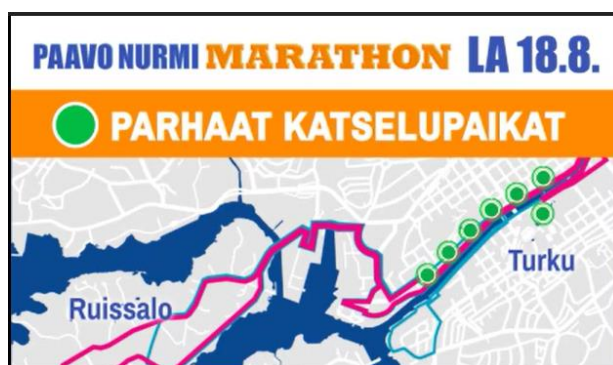 PAAVO NURMI MARATHON LA 18.8.
PARHAAT KATSELUPAIKAT
Turku
Ruissalo